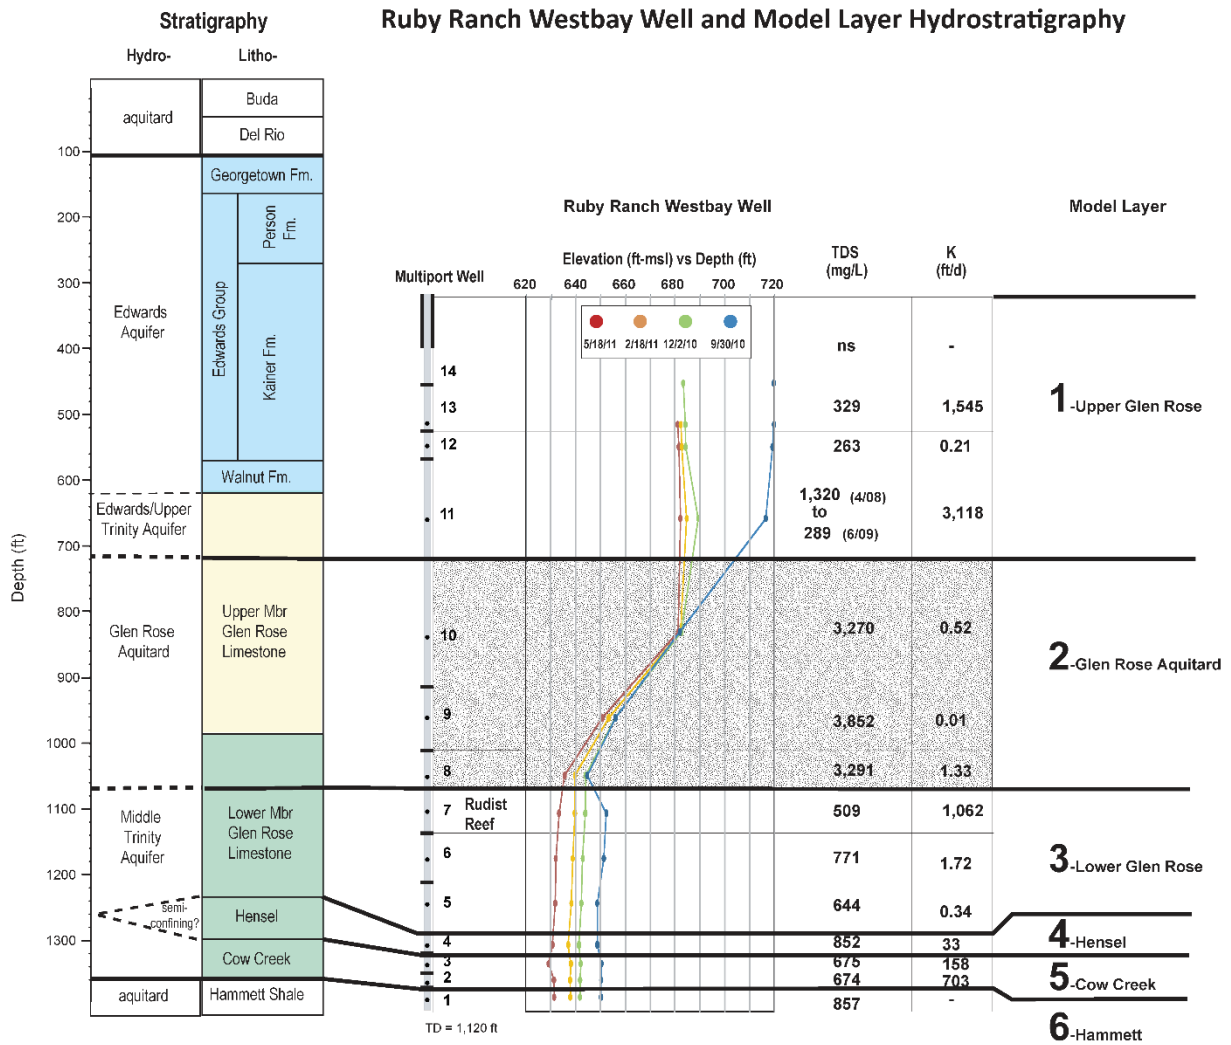 Stratigraphy
Ruby Ranch Westbay Well and Model Layer Hydrostratigraphy
Hydro-
Litho-
aquitard
Buda
Del Rio
100
200
300
400
500
600
700
800
900
1000
1100
1200
1300
Depth (ft)
Georgetown Fm.
Edwards Group
Person
Fm.
Kainer Fm.
Walnut Fm.
Edwards
Aquifer
Edwards/Upper
Trinity Aquifer
Glen Rose
Aquitard
Upper Mbr
Glen Rose
Limestone
Middle
Trinity
Aquifer
Lower Mbr
Glen Rose
Limestone
semi-
confining?
Hensel
Cow Creek
aquitard
Hammett Shale
Ruby Ranch Westbay Well
Model Layer
Multiport Well
Elevation (ft-msl) vs Depth (ft)
TDS
(mg/L)
K
(ft/d)
620 640 660 680 700 720
5/18/11 2/18/11 12/2/10 9/30/10
ns -
14
13 329 1,545
12 263 0.21
11
1,320 (4/08)
to
289 (6/09)
3,118
10 3,270 0.52
9 3,852 0.01
8 3,291 1.33
7 Rudist
Reef
509 1,062
6 771 1.72
5 644 0.34
4 852 33
3 675 158
2 674 703
1 857 -
TD = 1,120 ft
1-Upper Glen Rose
2-Glen Rose Aquitard
3-Lower Glen Rose
4-Hensel
5-Cow Creek
6-Hammett